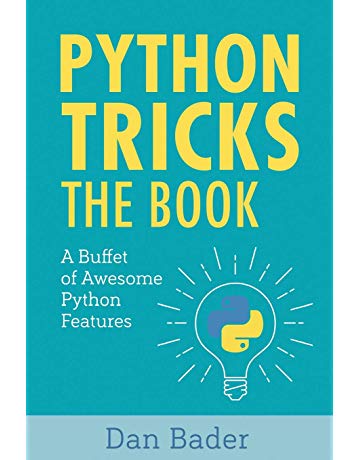 PYTHON
TRICKS
THE BOOK
A Buffet
of Awesome
Python
Features
Dan Bader